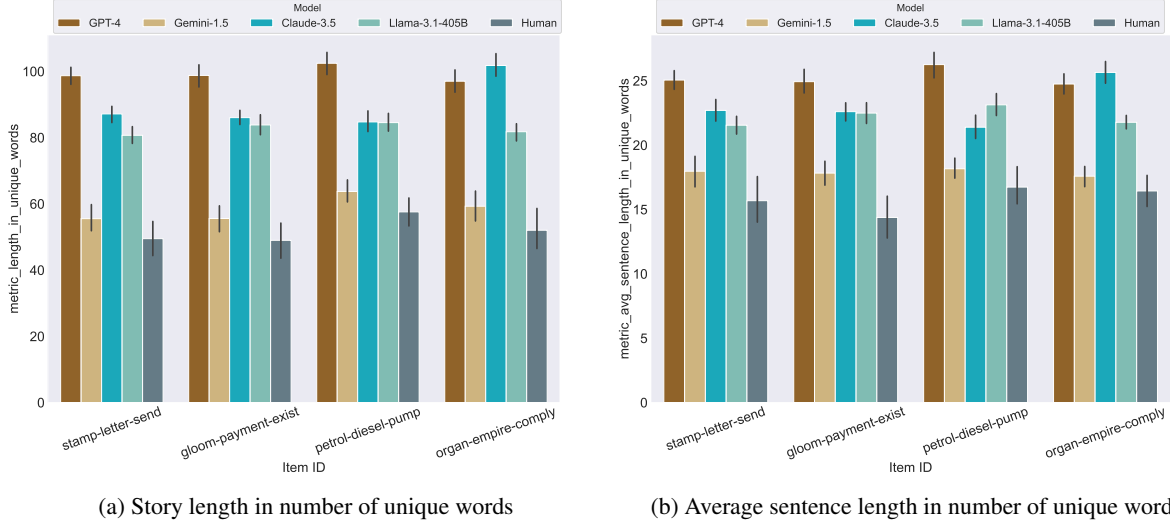 Model
GPT-4 Gemini-1.5 Claude-3.5 Llama-3.1-405B Human
metric_length_in_unique_words
100
80
60
40
20
0
stamp-letter-send
gloom-payment-exist
petrol-diesel-pump
organ-empire-comply
Item ID
(a) Story length in number of unique words
Model
GPT-4 Gemini-1.5 Claude-3.5 Llama-3.1-405B Human
metric_avg_sentence_length_in_unique_words
25
20
15
10
5
0
stamp-letter-send
gloom-payment-exist
petrol-diesel-pump
organ-empire-comply
Item ID
(b) Average sentence length in number of unique word